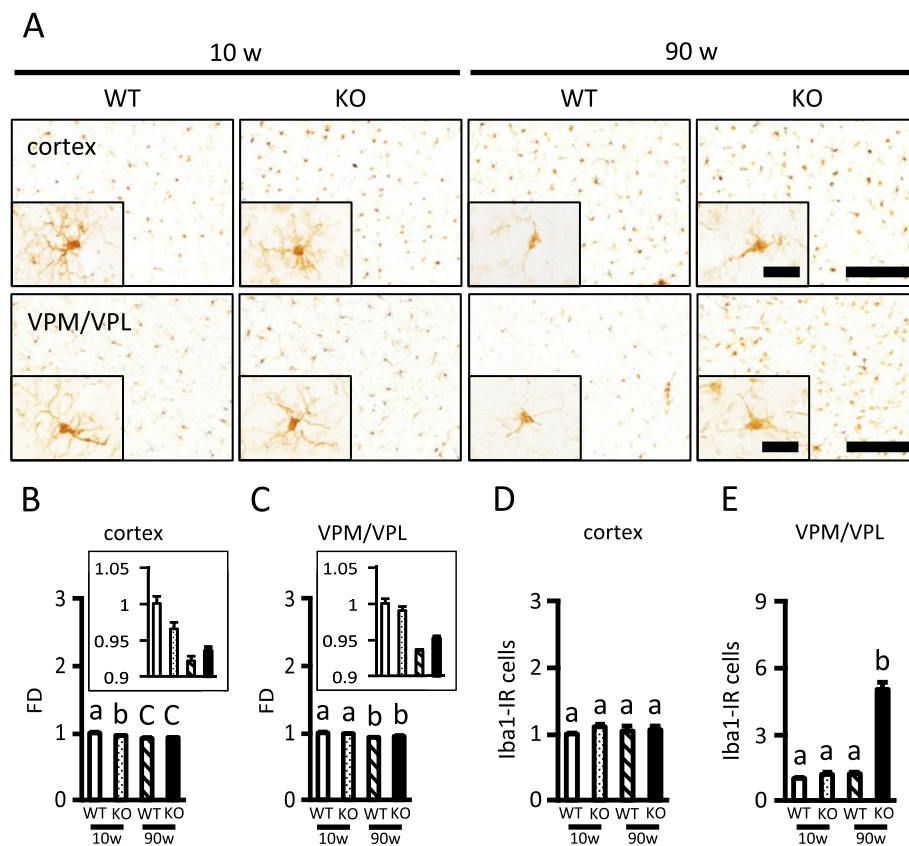 A
10 w 90 w
WT KO WT KO
cortex
VPM/VPL
B
cortex
FD
3
2
1
0
1.05
1
0.95
0.9
a b C C
WT KO WT KO
10w 90w
C
VPM/VPL
FD
3
2
1
0
1.05
1
0.95
0.9
a a b b
WT KO WT KO
10w 90w
D
cortex
Iba1-IR cells
3
2
1
0
a a a a
WT KO WT KO
10w 90w
E
VPM/VPL
Iba1-IR cells
9
6
3
0
a a a b
WT KO WT KO
10w 90w